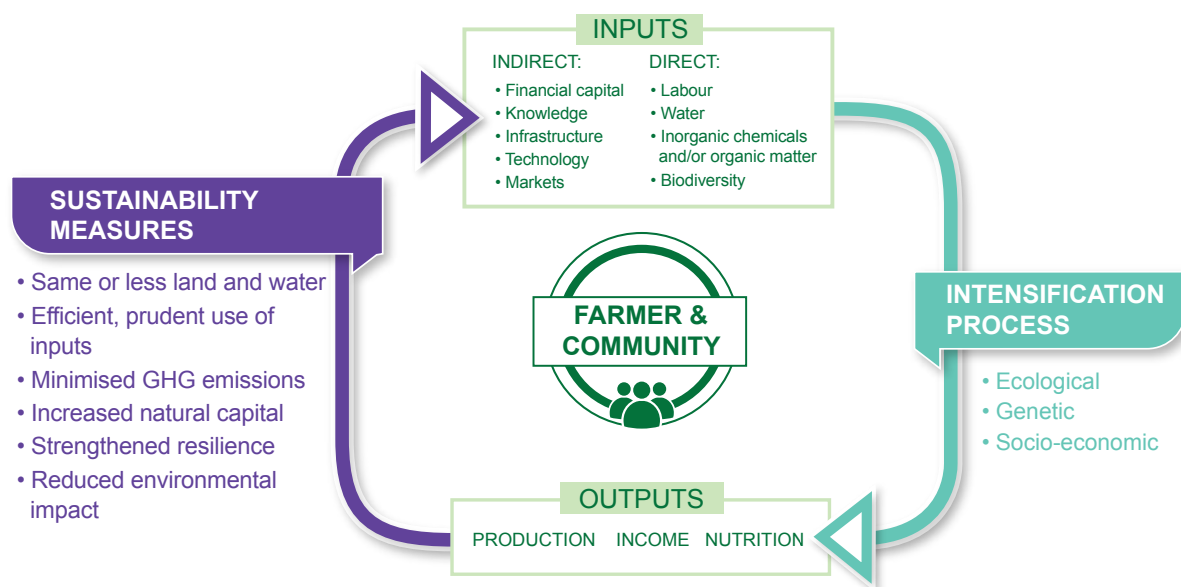 INPUTS
INDIRECT:
• Financial capital
• Knowledge
• Infrastructure
• Technology
• Markets
DIRECT:
• Labour
• Water
• Inorganic chemicals
and/or organic matter
• Biodiversity
SUSTAINABILITY
MEASURES
• Same or less land and water
• Efficient, prudent use of
inputs
• Minimised GHG emissions
• Increased natural capital
• Strengthened resilience
• Reduced environmental
impact
FARMER &
COMMUNITY
INTENSIFICATION
PROCESS
• Ecological
• Genetic
• Socio-economic
OUTPUTS
PRODUCTION INCOME NUTRITION